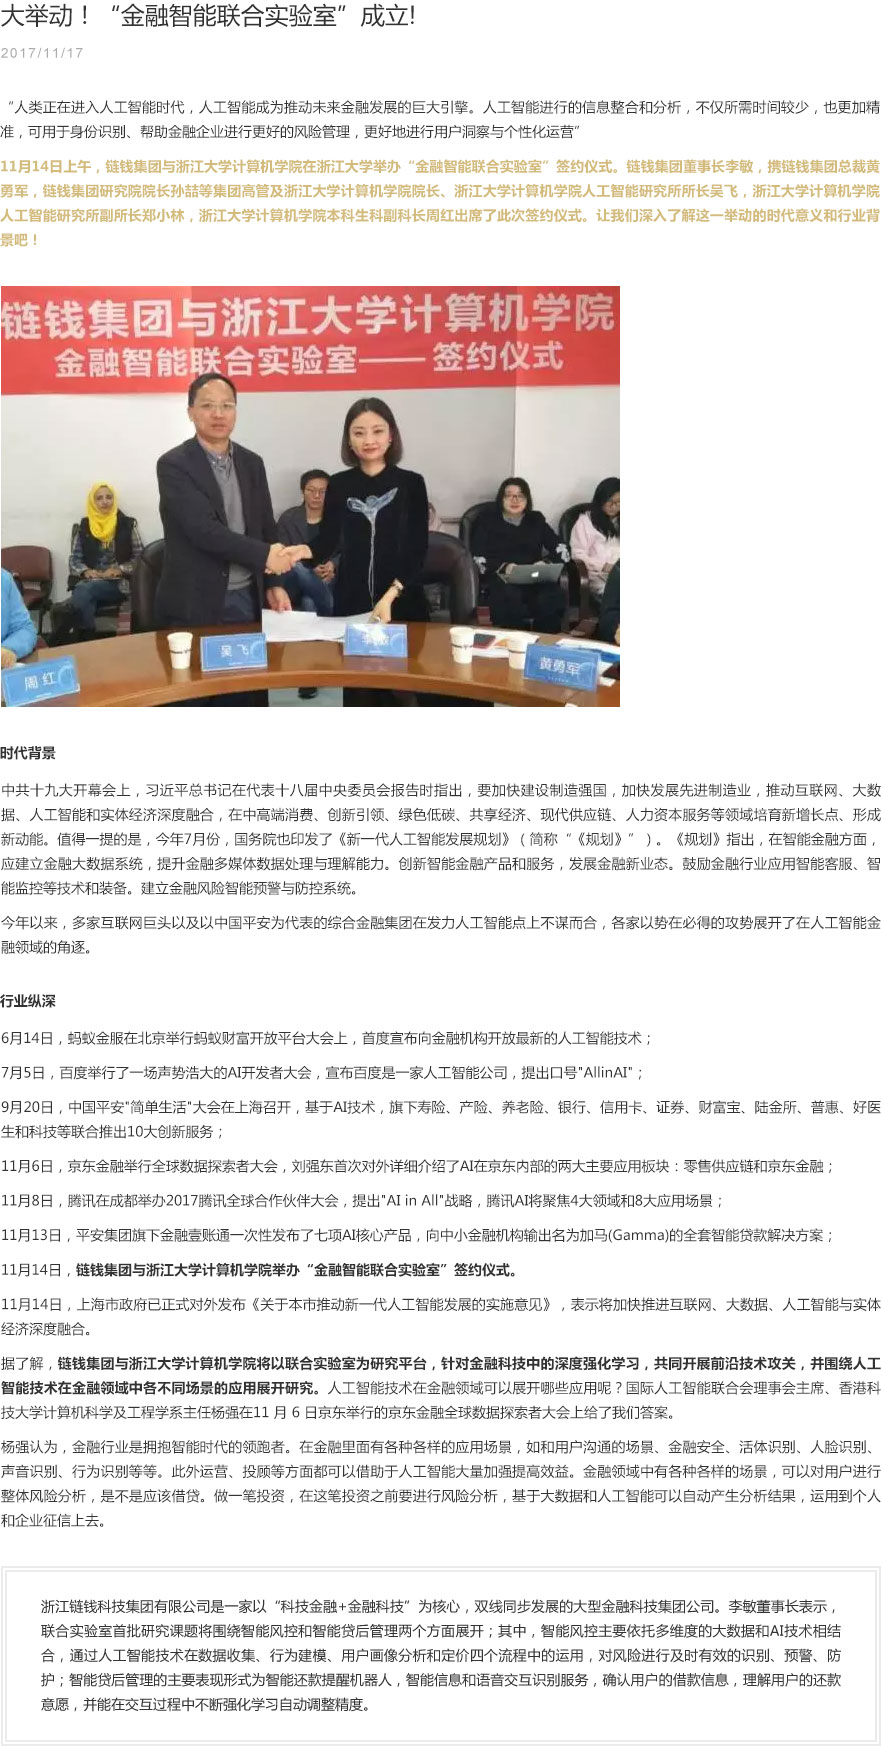 大举动！“金融智能联合实验室”成立!
2017/11/17
“人类正在进入人工智能时代，人工智能成为推动未来金融发展的巨大引擎。人工智能进行的信息整合和分析，不仅所需时间较少，也更加精
准，可用于身份识别、帮助金融企业进行更好的风险管理，更好地进行用户洞察与个性化运营”
11月14日上午，链钱集团与浙江大学计算机学院在浙江大学举办“金融智能联合实验室”签约仪式。链钱集团董事长李敏，携链钱集团总裁黄
勇军，链钱集团研究院院长孙喆等集团高管及浙江大学计算机学院院长、浙江大学计算机学院人工智能研究所所长吴飞，浙江大学计算机学院
人工智能研究所副所长郑小林，浙江大学计算机学院本科生科副科长周红出席了此次签约仪式。让我们深入了解这一举动的时代意义和行业背
景吧！
链钱集团与浙江大学计算机学院
金融智能联合实验室——签约仪式
周红
吴飞
黄勇军
时代背景
中共十九大开幕会上，习近平总书记在代表十八届中央委员会报告时指出，要加快建设制造强国，加快发展先进制造业，推动互联网、大数
据、人工智能和实体经济深度融合，在中高端消费、创新引领、绿色低碳、共享经济、现代供应链、人力资本服务等领域培育新增长点、形成
新动能。值得一提的是，今年7月份，国务院也印发了《新一代人工智能发展规划》（简称“《规划》”）。《规划》指出，在智能金融方面，
应建立金融大数据系统，提升金融多媒体数据处理与理解能力。创新智能金融产品和服务，发展金融新业态。鼓励金融行业应用智能客服、智
能监控等技术和装备。建立金融风险智能预警与防控系统。
今年以来，多家互联网巨头以及以中国平安为代表的综合金融集团在发力人工智能点上不谋而合，各家以势在必得的攻势展开了在人工智能金
融领域的角逐。
行业纵深
6月14日，蚂蚁金服在北京举行蚂蚁财富开放平台大会上，首度宣布向金融机构开放最新的人工智能技术；
7月5日，百度举行了一场声势浩大的AI开发者大会，宣布百度是一家人工智能公司，提出口号"AllinAI"；
9月20日，中国平安"简单生活"大会在上海召开，基于AI技术，旗下寿险、产险、养老险、银行、信用卡、证券、财富宝、陆金所、普惠、好医
生和科技等联合推出10大创新服务；
11月6日，京东金融举行全球数据探索者大会，刘强东首次对外详细介绍了AI在京东内部的两大主要应用板块：零售供应链和京东金融；
11月8日，腾讯在成都举办2017腾讯全球合作伙伴大会，提出"AI in All"战略，腾讯AI将聚焦4大领域和8大应用场景；
11月13日，平安集团旗下金融壹账通一次性发布了七项AI核心产品，向中小金融机构输出名为加马(Gamma)的全套智能贷款解决方案；
11月14日，链钱集团与浙江大学计算机学院举办“金融智能联合实验室”签约仪式。
11月14日，上海市政府已正式对外发布《关于本市推动新一代人工智能发展的实施意见》，表示将加快推进互联网、大数据、人工智能与实体
经济深度融合。
据了解，链钱集团与浙江大学计算机学院将以联合实验室为研究平台，针对金融科技中的深度强化学习，共同开展前沿技术攻关，并围绕人工
智能技术在金融领域中各不同场景的应用展开研究。人工智能技术在金融领域可以展开哪些应用呢？国际人工智能联合会理事会主席、香港科
技大学计算机科学及工程学系主任杨强在11 月 6 日京东举行的京东金融全球数据探索者大会上给了我们答案。
杨强认为，金融行业是拥抱智能时代的领跑者。在金融里面有各种各样的应用场景，如和用户沟通的场景、金融安全、活体识别、人脸识别、
声音识别、行为识别等等。此外运营、投顾等方面都可以借助于人工智能大量加强提高效益。金融领域中有各种各样的场景，可以对用户进行
整体风险分析，是不是应该借贷。做一笔投资，在这笔投资之前要进行风险分析，基于大数据和人工智能可以自动产生分析结果，运用到个人
和企业征信上去。
浙江链钱科技集团有限公司是一家以“科技金融+金融科技”为核心，双线同步发展的大型金融科技集团公司。李敏董事长表示，
联合实验室首批研究课题将围绕智能风控和智能贷后管理两个方面展开；其中，智能风控主要依托多维度的大数据和AI技术相结
合，通过人工智能技术在数据收集、行为建模、用户画像分析和定价四个流程中的运用，对风险进行及时有效的识别、预警、防
护；智能贷后管理的主要表现形式为智能还款提醒机器人，智能信息和语音交互识别服务，确认用户的借款信息，理解用户的还款
意愿，并能在交互过程中不断强化学习自动调整精度。